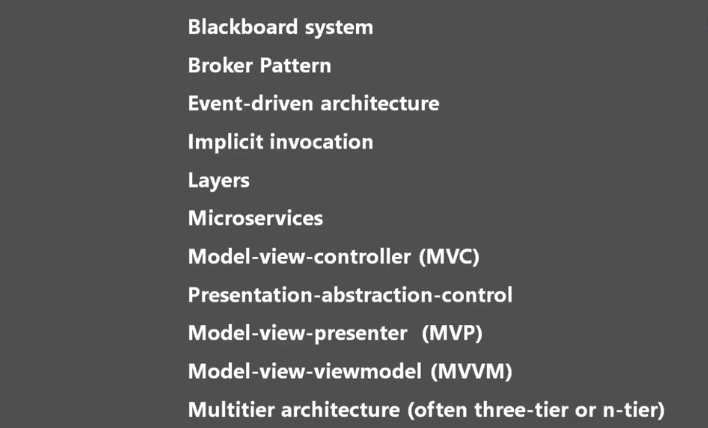 Blackboard system
Broker Pattern
Event-driven architecture
Implicit invocation
Layers
Microservices
Model-view-controller (MVC)
Presentation-abstraction-control
Model-view-presenter  (MVP)
Model-view-viewmodel (MVVM)
Multitier architecture (often three-tier or n-tier)